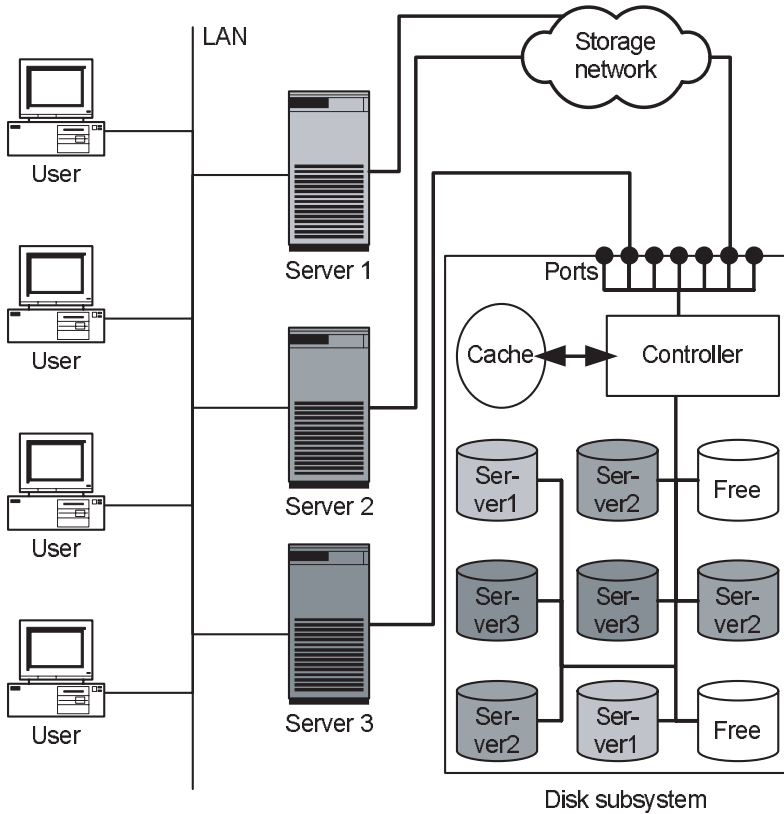 LAN
Storage
network
User
Server 1
Ports
User
Cache
Controller
Server 2
Ser-
ver1
Ser-
ver2
Free
User
Ser-
ver3
Ser-
ver3
Ser-
ver2
Server 3
User
Ser-
ver2
Ser-
ver1
Free
Disk subsystem